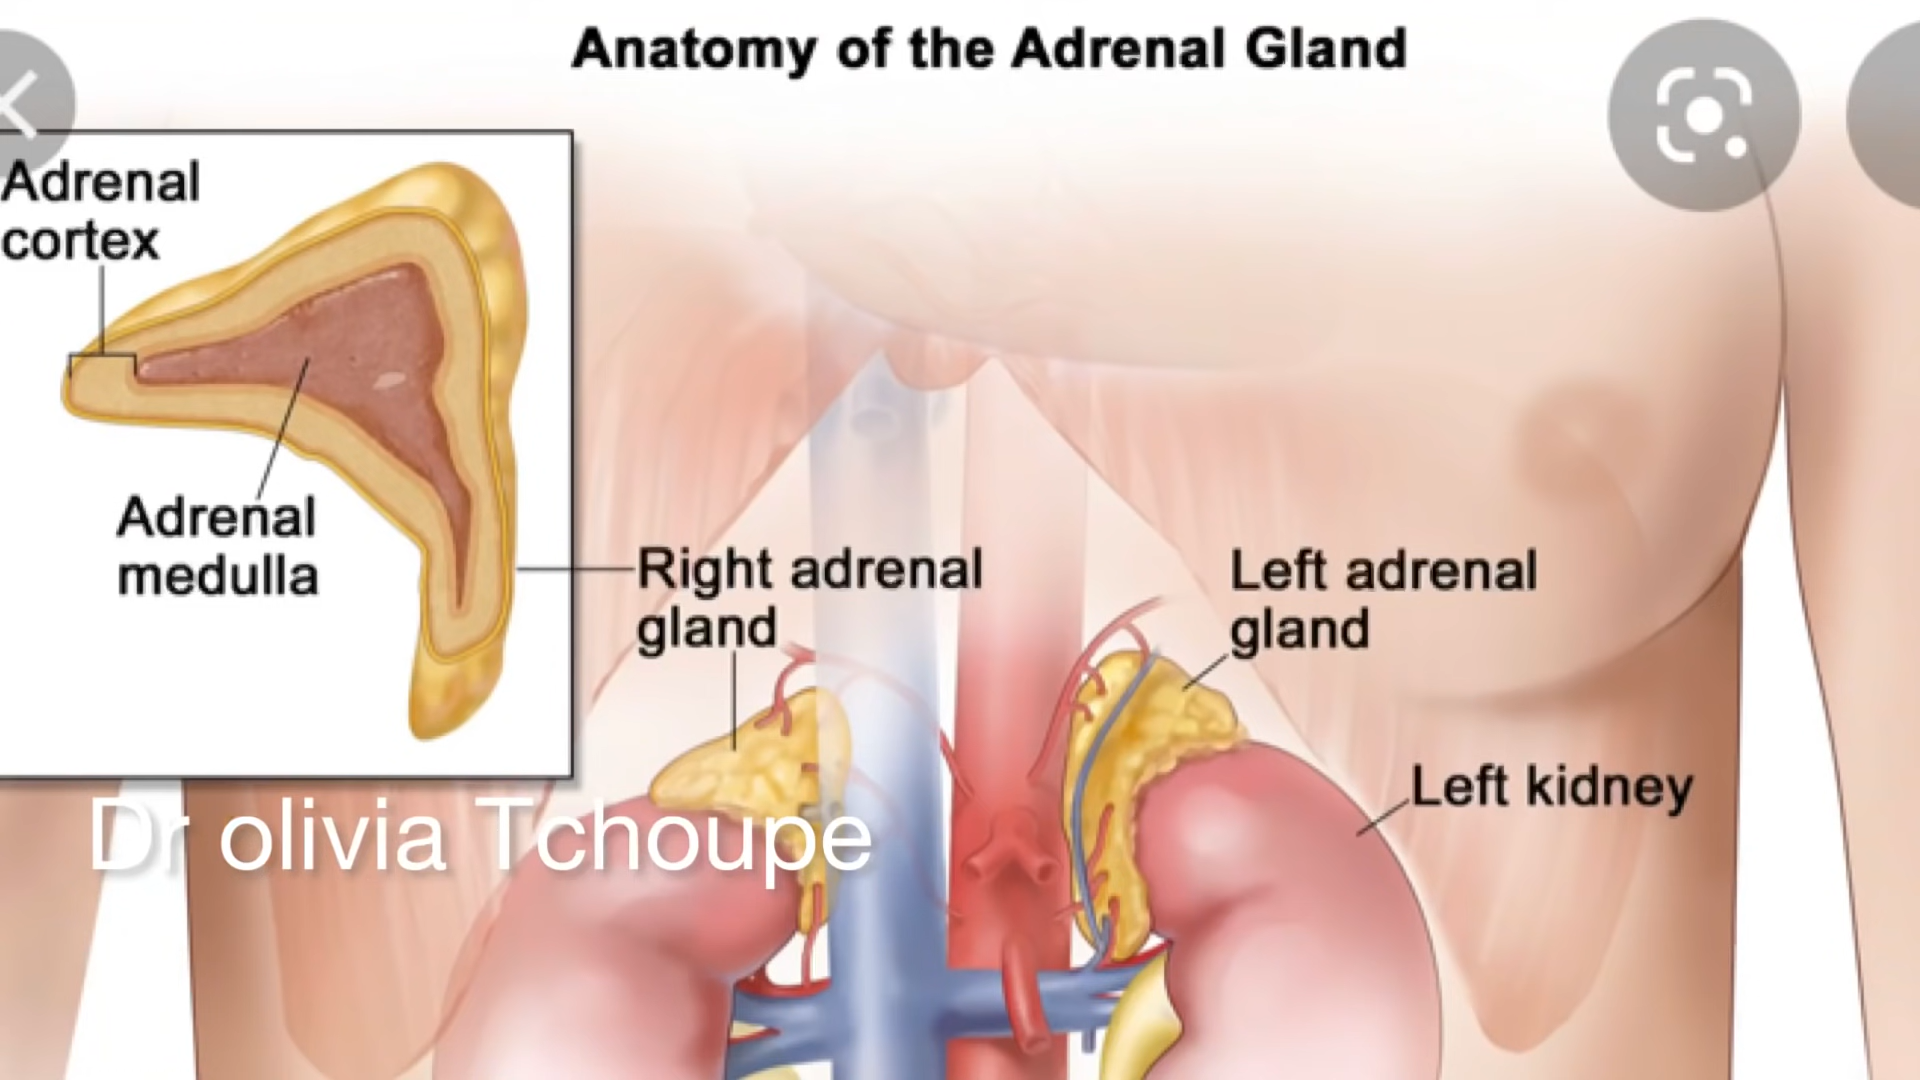 Anatomy of the Adrenal Gland
Adrenal
cortex
Adrenal
medulla
Right adrenal
gland
Left adrenal
gland
Left kidney
Dr olivia Tchoupe